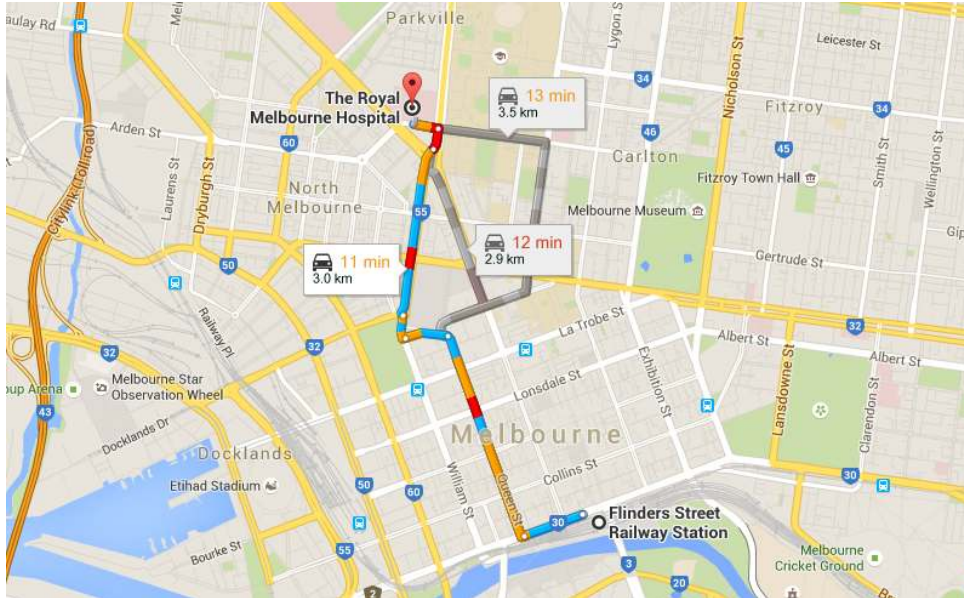 Parkville
aulay Rd
Lygon St
Leicester St
34
Nicholson St
13 min
3.5 km
The Royal
Melbourne Hospital
Fitzroy
34
Arden St
60
46
45
Carlton
Smith St
Wellington St
Laurens St
Dryburgh St
North
Melbourne
Fitzroy Town Hall
Citylink (Toll road)
55
Melbourne Museum
Gip
12 min
2.9 km
11 min
3.0 km
Gertrude St
50
Railway Pl
32
La Trobe St
32
32
Albert St
Albert St
Exhibition St
Lansdowne St
Clarendon St
Melbourne Star
Observation Wheel
oup Arena
43
Lonsdale St
Docklands Dr
Melbourne
Docklands
William St
Queen St
Collins St
30
Etihad Stadium
50
60
30
Flinders Street
Railway Station
Bourke St
55
3
Melbourne
Cricket Ground
2
20